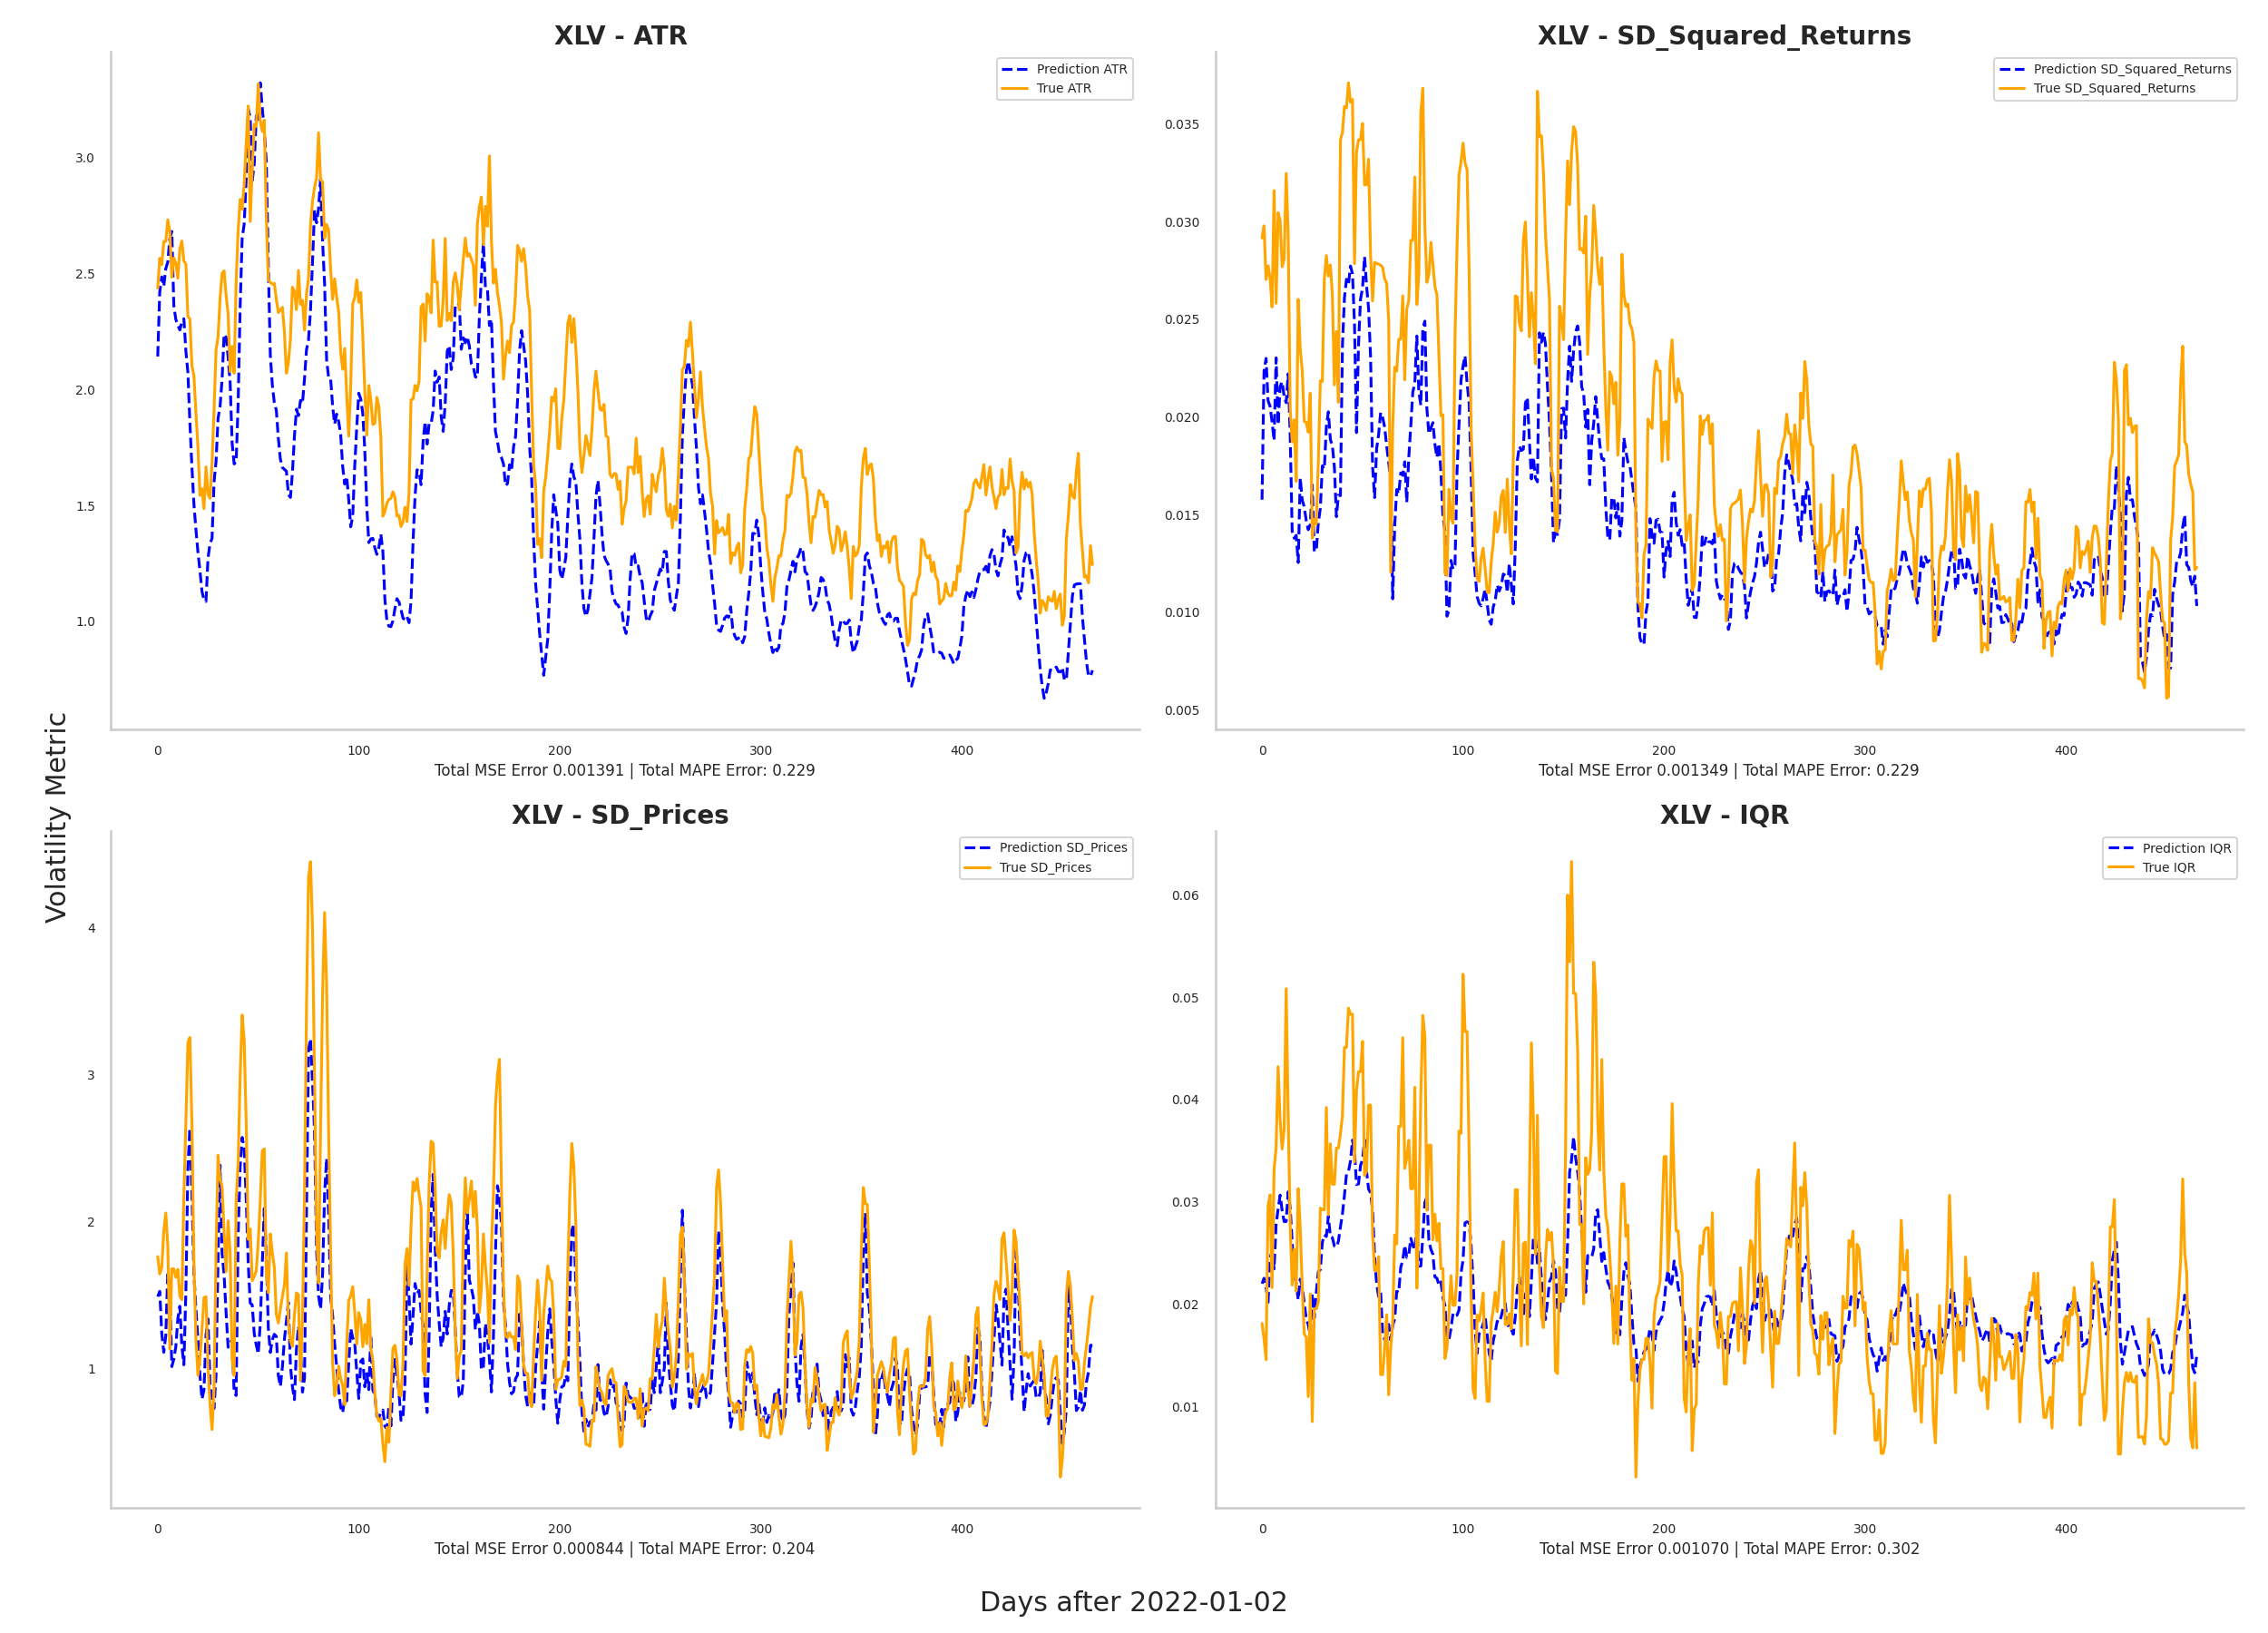 XLV - ATR
Prediction ATR
True ATR
3.0
2.5
2.0
1.5
1.0
0
100
200
300
400
Total MSE Error 0.001391 | Total MAPE Error: 0.229
XLV - SD_Squared_Returns
Prediction SD_Squared_Returns
True SD_Squared_Returns
0.035
0.030
0.025
0.020
0.015
0.010
0.005
0
100
200
300
400
Total MSE Error 0.001349 | Total MAPE Error: 0.229
Volatility Metric
XLV - SD_Prices
Prediction SD_Prices
True SD_Prices
4
3
2
1
0
100
200
300
400
Total MSE Error 0.000844 | Total MAPE Error: 0.204
XLV - IQR
Prediction IQR
True IQR
0.06
0.05
0.04
0.03
0.02
0.01
0
100
200
300
400
Total MSE Error 0.001070 | Total MAPE Error: 0.302
Days after 2022-01-02